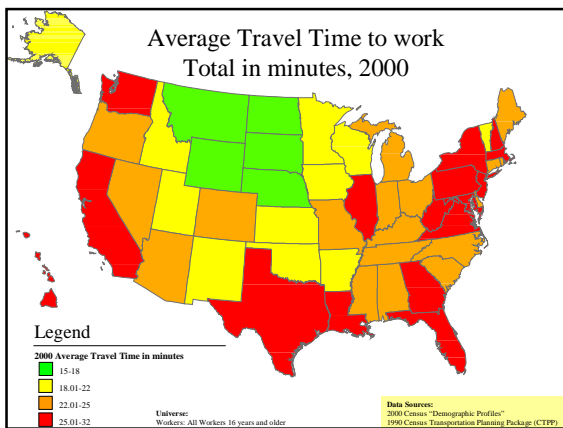 Average Travel Time to work
Total in minutes, 2000
Legend
2000 Average Travel Time in minutes
15-18
18.01-22
22.01-25
25.01-32
Universe:
Workers: All Workers 16 years and older
Data Sources:
2000 Census "Demographic Profiles"
1990 Census Transportation Planning Package (CTPP)